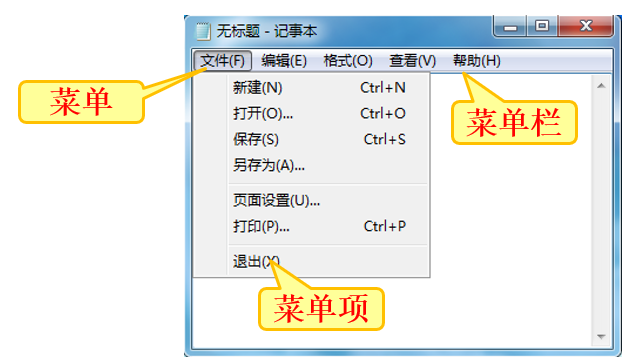 无标题 - 记事本
文件(F) 编辑(E) 格式(O) 查看(V) 帮助(H)
菜单
菜单栏
新建(N) Ctrl+N
打开(O)... Ctrl+O
保存(S) Ctrl+S
另存为(A)...
页面设置(U)...
打印(P)... Ctrl+P
退出(X)
菜单项